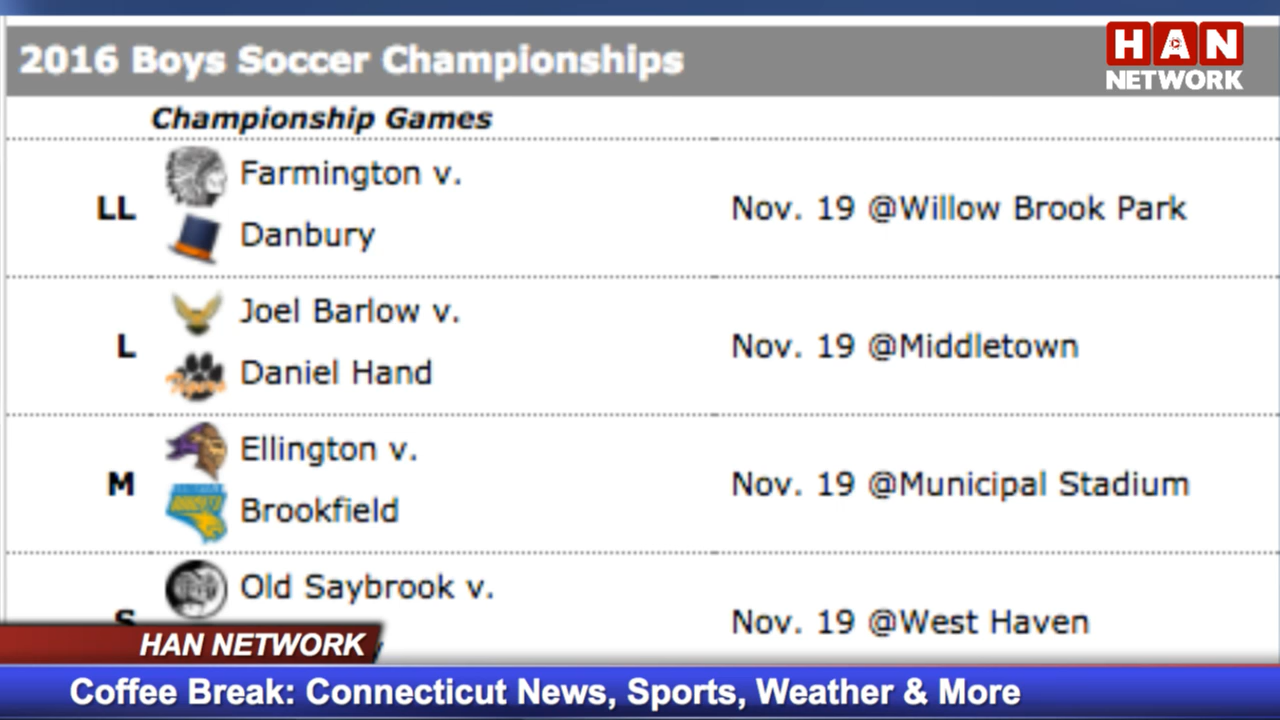 2016 Boys Soccer Championships
HAN
NETWORK
Championship Games
LL
Farmington v.
Danbury
Nov. 19 @Willow Brook Park
L
Joel Barlow v.
Daniel Hand
Nov. 19 @Middletown
M
Ellington v.
Brookfield
Nov. 19 @Municipal Stadium
S
Old Saybrook v.
Nov. 19 @West Haven
HAN NETWORK
Coffee Break: Connecticut News, Sports, Weather & More